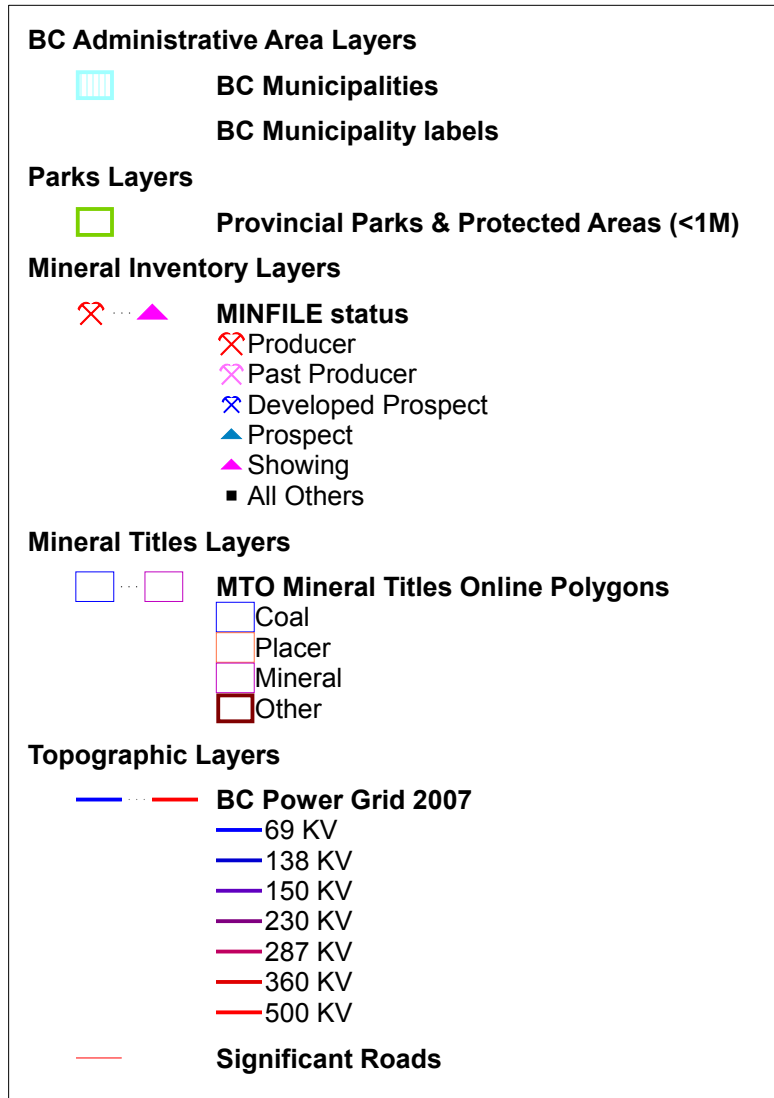 BC Administrative Area Layers
BC Municipalities
BC Municipality labels
Parks Layers
Provincial Parks & Protected Areas (<1M)
Mineral Inventory Layers
MINFILE status
Producer
Past Producer
Developed Prospect
Prospect
Showing
All Others
Mineral Titles Layers
MTO Mineral Titles Online Polygons
Coal
Placer
Mineral
Other
Topographic Layers
BC Power Grid 2007
69 KV
138 KV
150 KV
230 KV
287 KV
360 KV
500 KV
Significant Roads